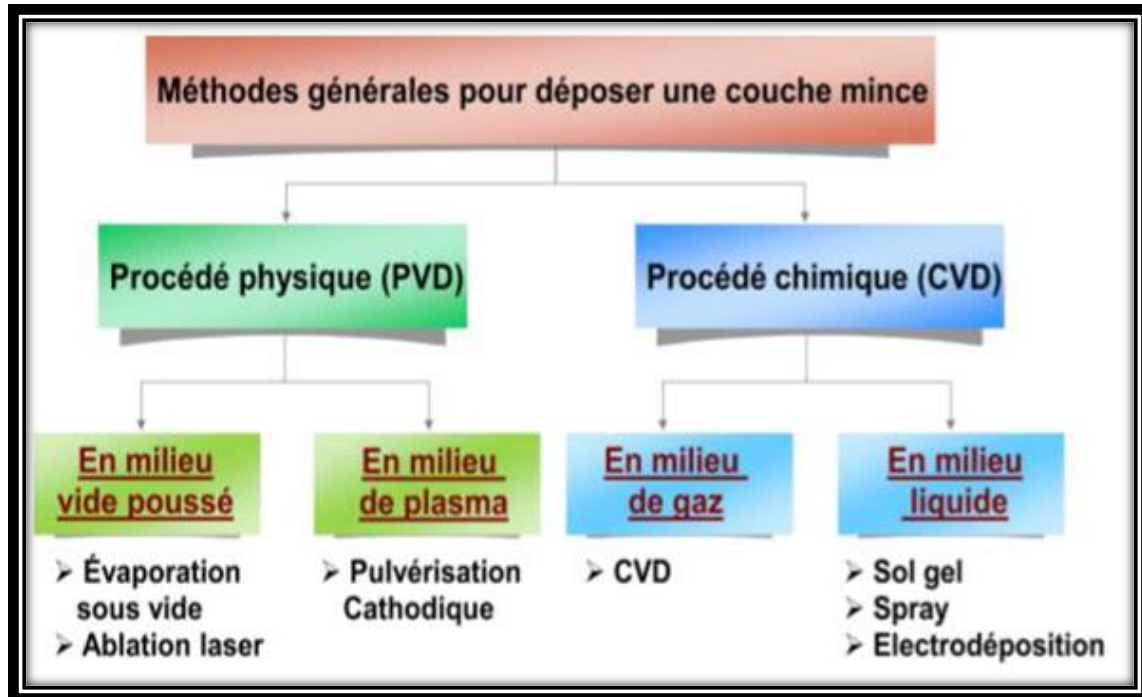 Méthodes générales pour déposer une couche mince
Procédé physique (PVD)
Procédé chimique (CVD)
En milieu
vide poussé
➤ Évaporation
sous vide
➤ Ablation laser
En milieu
de plasma
➤ Pulvérisation
Cathodique
En milieu
de gaz
➤ CVD
En milieu
liquide
➤ Sol gel
➤ Spray
➤ Electrodéposition